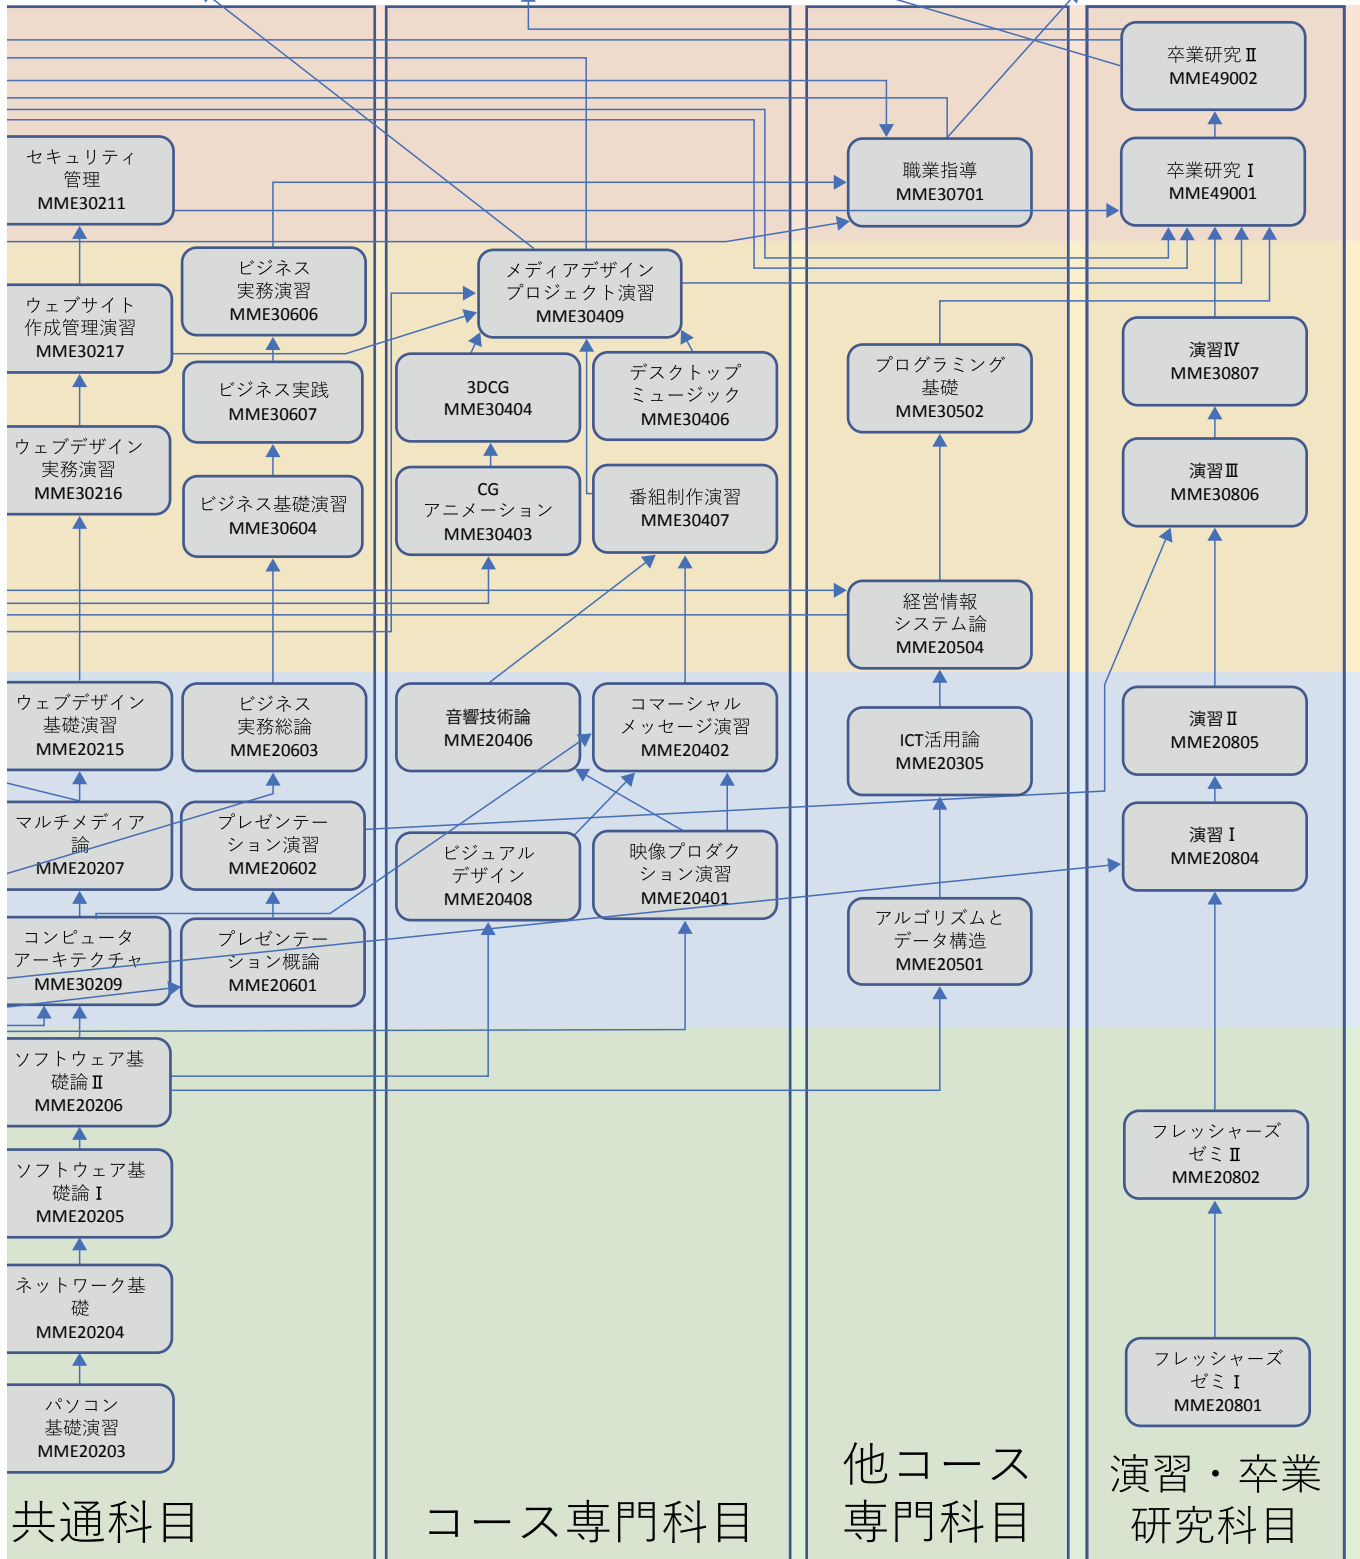 セキュリティ
管理
MME30211
ウェブサイト
作成管理演習
MME30217
ウェブデザイン
実務演習
MME30216
ウェブデザイン
基礎演習
MME20215
マルチメディア
論
MME20207
コンピュータ
アーキテクチャ
MME30209
ソフトウェア基
礎論Ⅱ
MME20206
ソフトウェア基
礎論Ⅰ
MME20205
ネットワーク基
礎
MME20204
パソコン
基礎演習
MME20203
ビジネス
実務演習
MME30606
ビジネス実践
MME30607
ビジネス基礎演習
MME30604
ビジネス
実務総論
MME20603
プレゼンテー
ション演習
MME20602
プレゼンテー
ション概論
MME20601
共通科目
メディアデザイン
プロジェクト演習
MME30409
3DCG
MME30404
デスクトップ
ミュージック
MME30406
CG
アニメーション
MME30403
番組制作演習
MME30407
音響技術論
MME20406
コマーシャル
メッセージ演習
MME20402
ビジュアル
デザイン
MME20408
映像プロダク
ション演習
MME20401
コース専門科目
職業指導
MME30701
プログラミング
基礎
MME30502
経営情報
システム論
MME20504
ICT活用論
MME20305
アルゴリズムと
データ構造
MME20501
他コース
専門科目
卒業研究Ⅱ
MME49002
卒業研究Ⅰ
MME49001
演習Ⅳ
MME30807
演習Ⅲ
MME30806
演習Ⅱ
MME20805
演習Ⅰ
MME20804
フレッシャーズ
ゼミⅡ
MME20802
フレッシャーズ
ゼミⅠ
MME20801
演習・卒業
研究科目